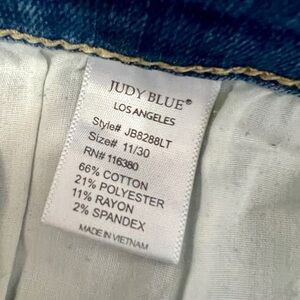 JUDY BLUE®
LOS ANGELES
Style# JB8288LT
Size# 11/30
RN# 116380
66% COTTON
21% POLYESTER
11% RAYON
2% SPANDEX
MADE IN VIETNAM